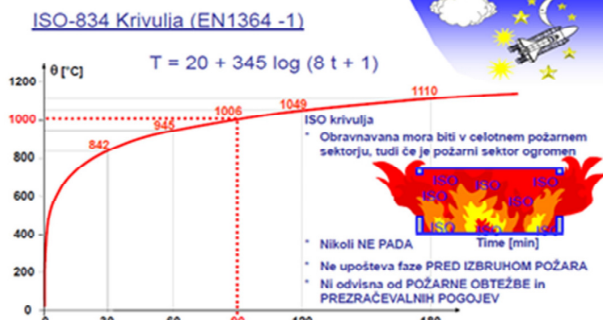 ISO-834 Krivulja (EN1364 -1)
T = 20 + 345 log (8 t + 1)
θ [°C]
1200
1000
800
600
400
200
0
842
945
1006
1049
1110
ISO krivulja
* Obravnavana mora biti v celotnem požarnem
sektorju, tudi če je požarni sektor ogromen
ISO ISO ISO
ISO ISO
ISO ISO ISO
Time [min]
* Nikoli NE PADA
* Ne upošteva faze PRED IZBRUHOM POŽARA
* Ni odvisna od POŽARNE OBTEŽBE in
PREZRAČEVALNIH POGOJEV
0 30 60 90 120 180